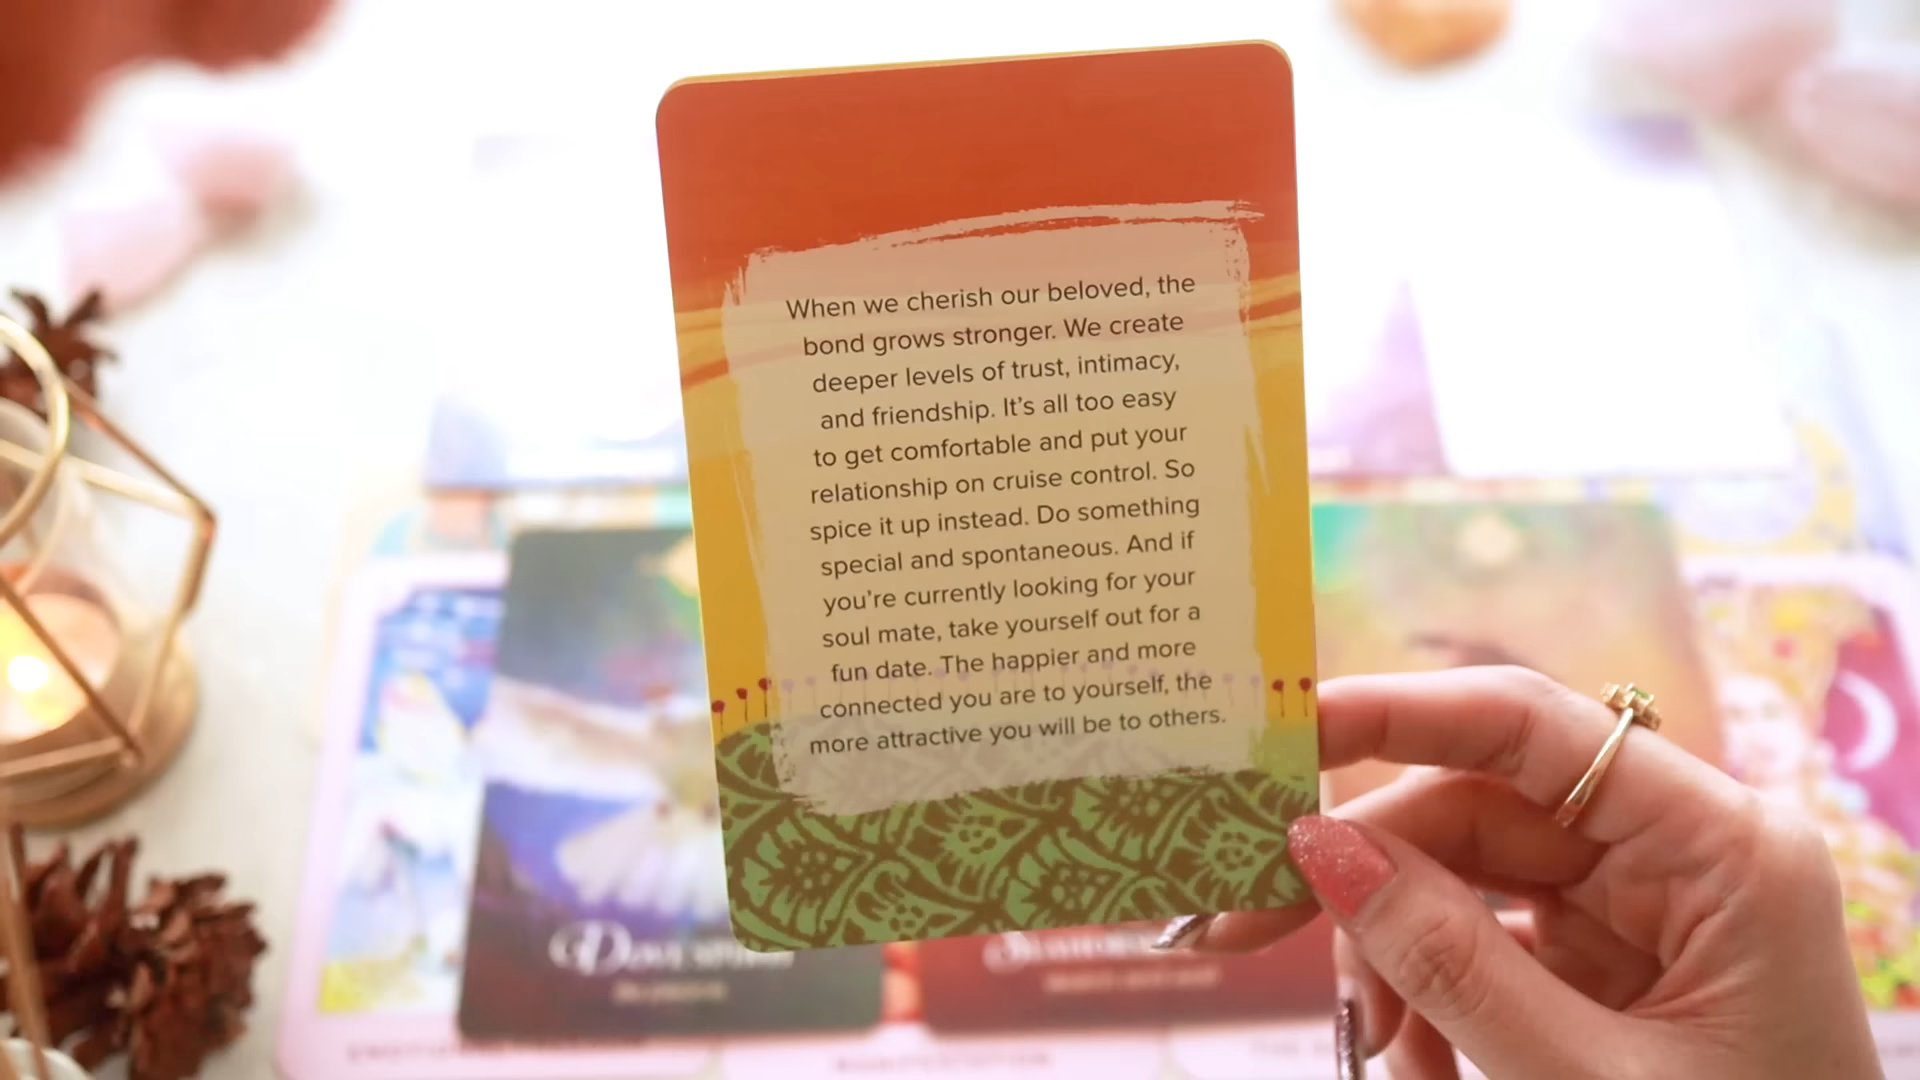 When we cherish our beloved, the
bond grows stronger. We create
deeper levels of trust, intimacy,
and friendship. It's all too easy
to get comfortable and put your
relationship on cruise control. So
spice it up instead. Do something
special and spontaneous. And if
you're currently looking for your
soul mate, take yourself out for a
fun date. The happier and more
connected you are to yourself, the
more attractive you will be to others.